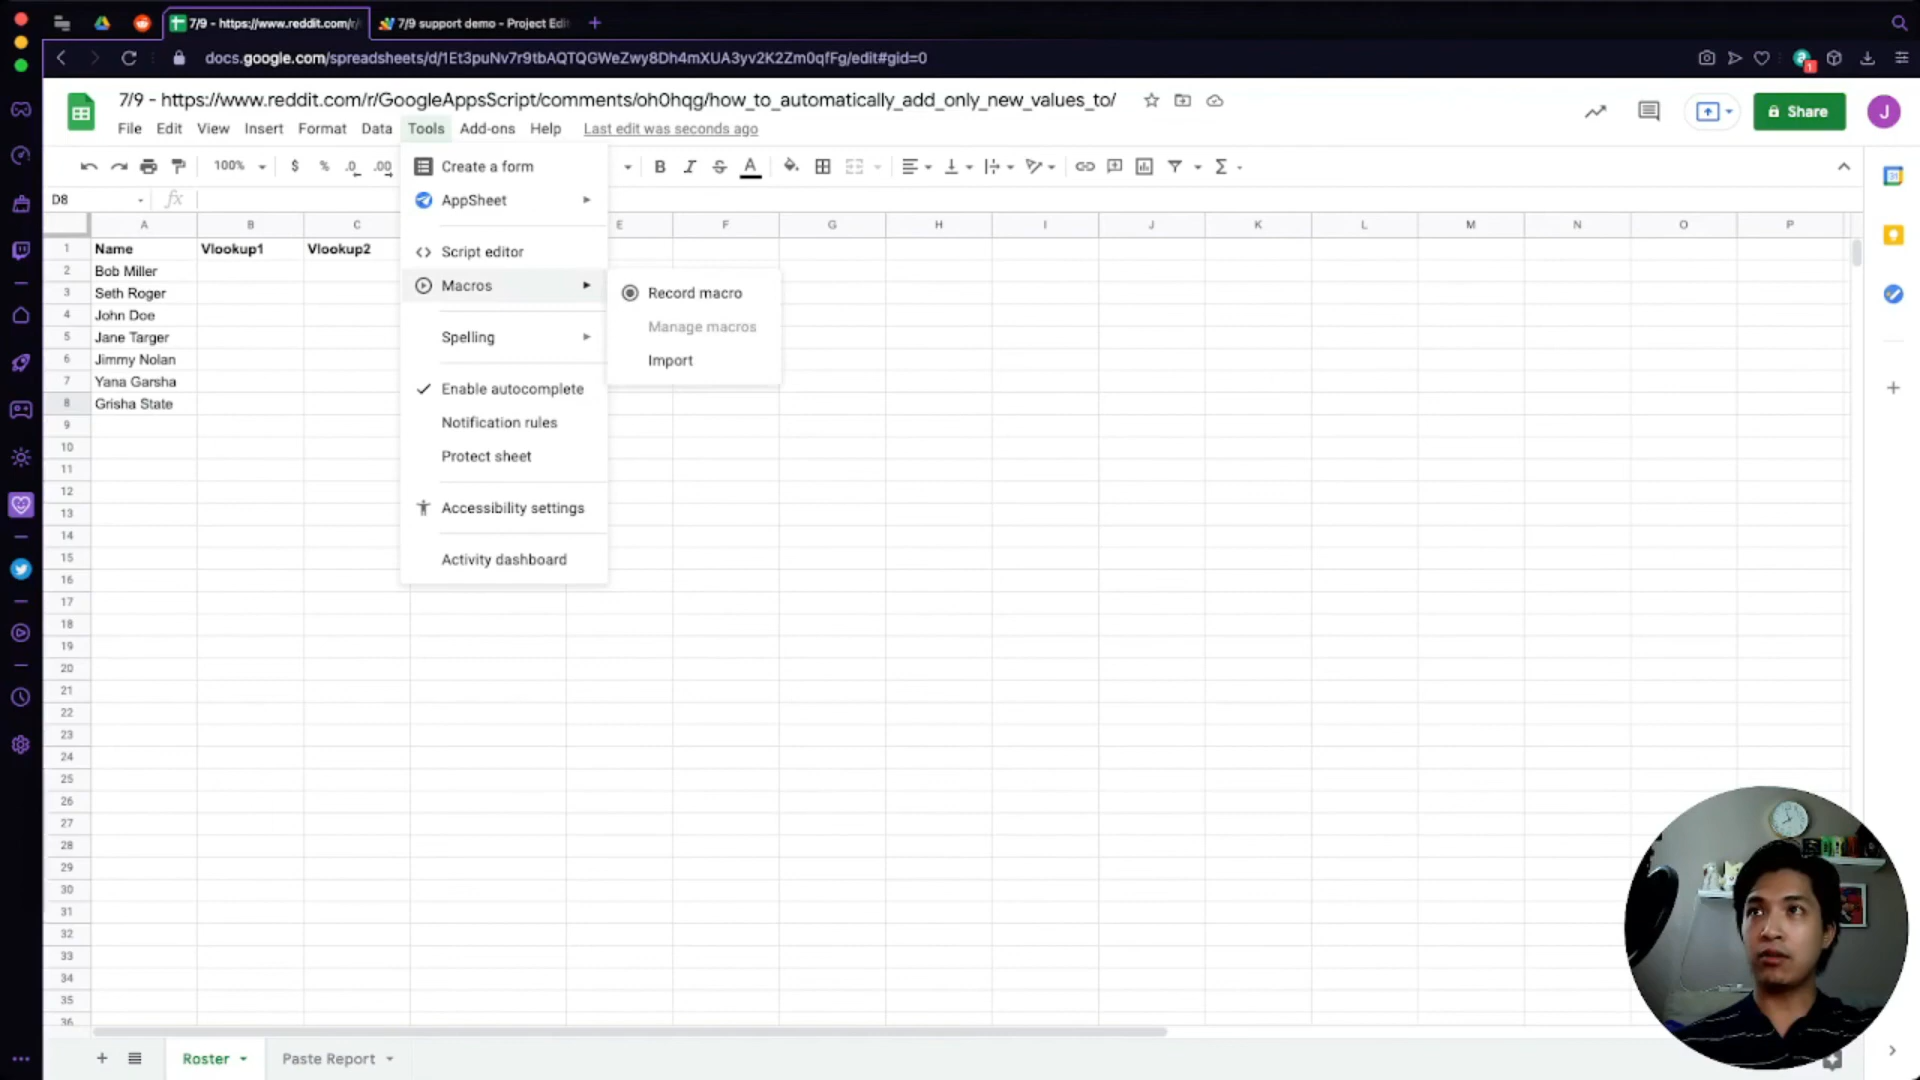 7/9 - https://www.reddit.com/r/
7/9 support demo - Project Edi
docs.google.com/spreadsheets/d/1Et3puNv7r9tbAQTQGWeZwy8Dh4mXUA3yv2K2Zm0qfFg/edit#gid=0
1
7/9 - https://www.reddit.com/r/GoogleAppsScript/comments/oh0hqg/how_to_automatically_add_only_new_values_to/
File Edit View Insert Format Data Tools Add-ons Help Last edit was seconds ago
Share
J
100% $ % .0 .00 B I S A Σ
D8 fx
A B C E F G H I J K L M N O P
1 Name Vlookup1 Vlookup2
2 Bob Miller
3 Seth Roger
4 John Doe
5 Jane Targer
6 Jimmy Nolan
7 Yana Garsha
8 Grisha State
9
10
11
12
13
14
15
16
17
18
19
20
21
22
23
24
25
26
27
28
29
30
31
32
33
34
35
36
Create a form
AppSheet
Script editor
Macros
Spelling
Enable autocomplete
Notification rules
Protect sheet
Accessibility settings
Activity dashboard
Record macro
Manage macros
Import
31
Roster Paste Report